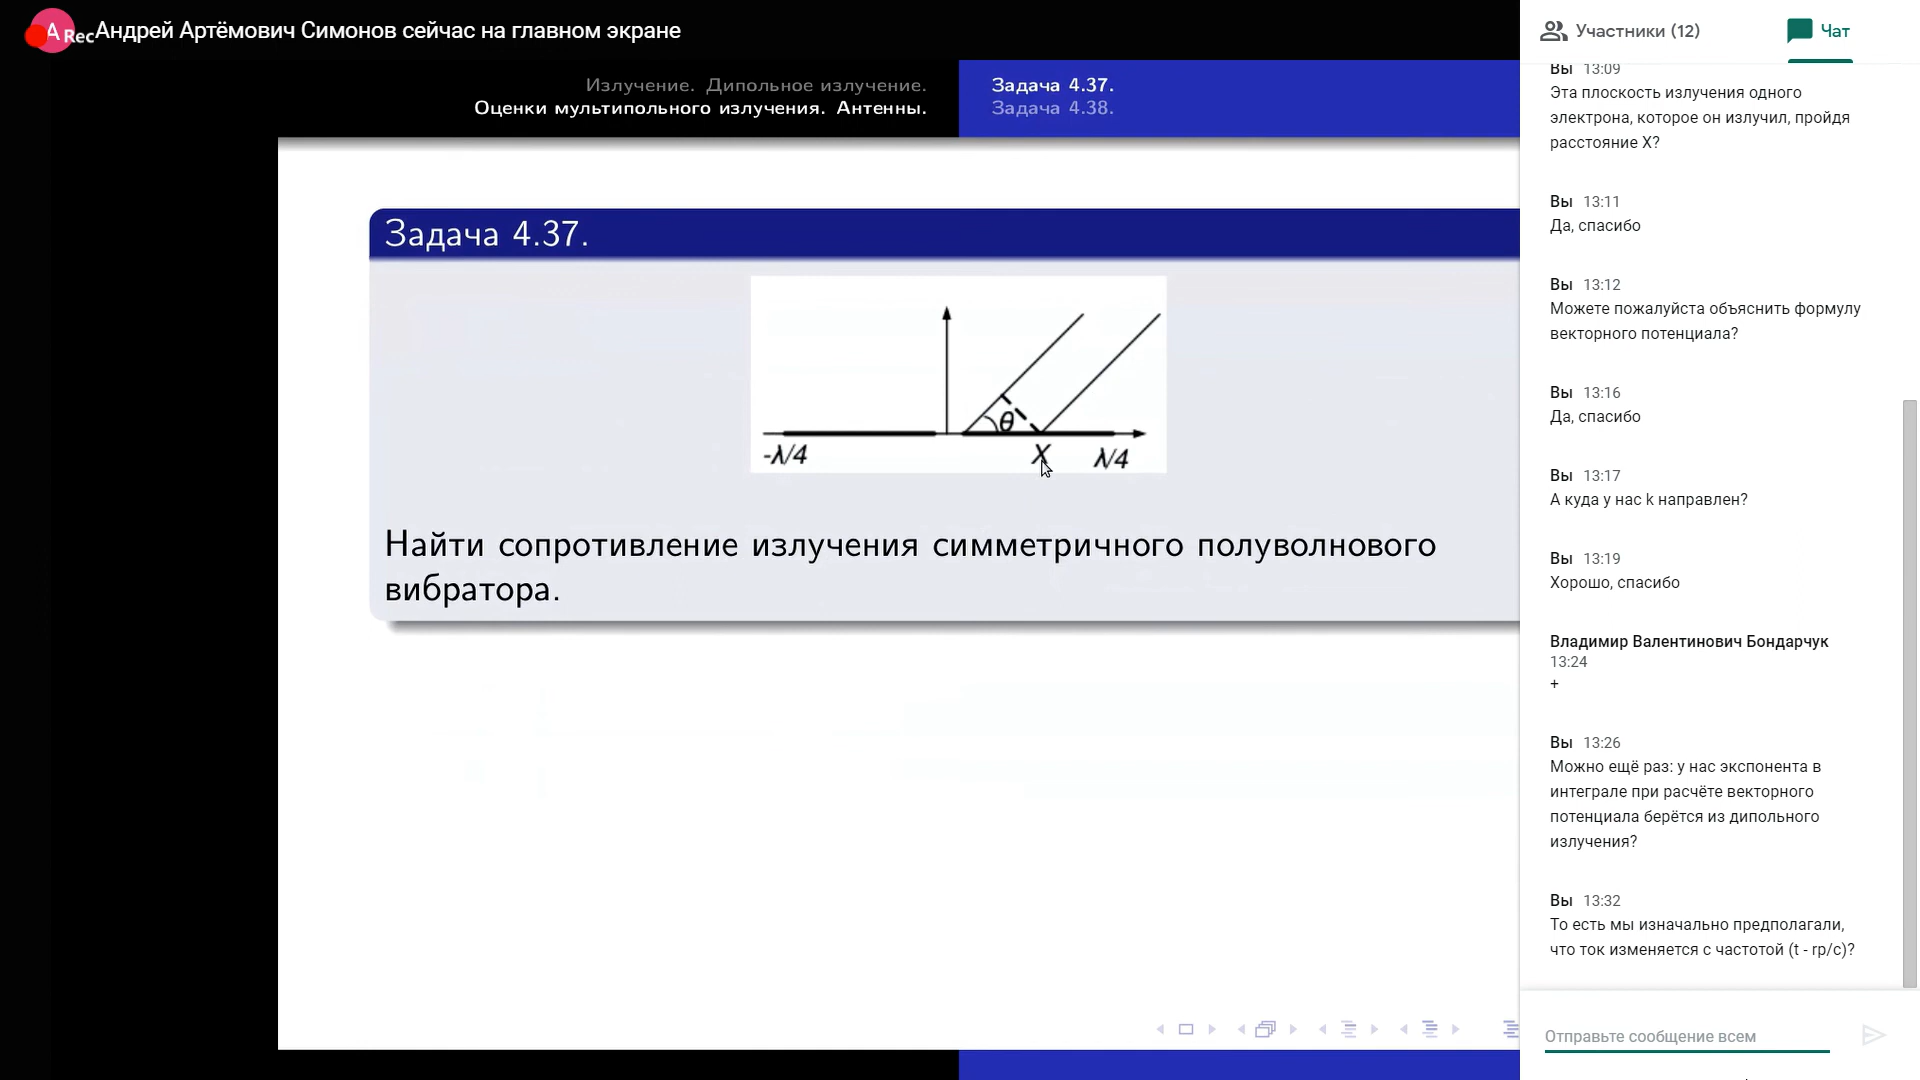 A Rec Андрей Артёмович Симонов сейчас на главном экране
Излучение. Дипольное излучение.
Оценки мультипольного излучения. Антенны.
Задача 4.37.
Задача 4.38.
Задача 4.37.
θ
-λ/4
X
λ/4
Найти сопротивление излучения симметричного полуволнового
вибратора.
Участники (12)
Чат
Вы 13:09
Эта плоскость излучения одного
электрона, которое он излучил, пройдя
расстояние X?
Вы 13:11
Да, спасибо
Вы 13:12
Можете пожалуйста объяснить формулу
векторного потенциала?
Вы 13:16
Да, спасибо
Вы 13:17
А куда у нас k направлен?
Вы 13:19
Хорошо, спасибо
Владимир Валентинович Бондарчук
13:24
+
Вы 13:26
Можно ещё раз: у нас экспонента в
интеграле при расчёте векторного
потенциала берётся из дипольного
излучения?
Вы 13:32
То есть мы изначально предполагали,
что ток изменяется с частотой (t - rp/c)?
Отправьте сообщение всем